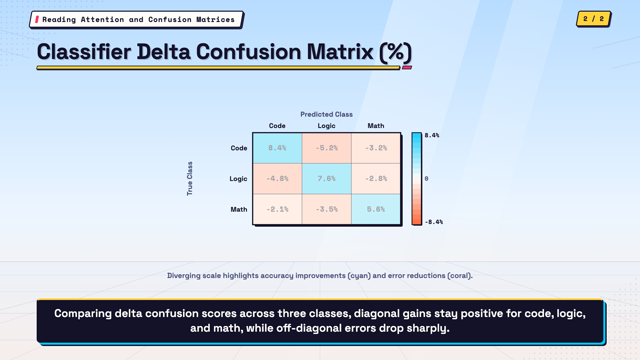 Reading Attention and Confusion Matrices
2 / 2
Classifier Delta Confusion Matrix (%)
Predicted Class
Code Logic Math
True Class
Code 8.4% -5.2% -3.2%
Logic -4.8% 7.6% -2.8%
Math -2.1% -3.5% 5.6%
8.4%
0
-8.4%
Diverging scale highlights accuracy improvements (cyan) and error reductions (coral).
Comparing delta confusion scores across three classes, diagonal gains stay positive for code, logic,
and math, while off-diagonal errors drop sharply.